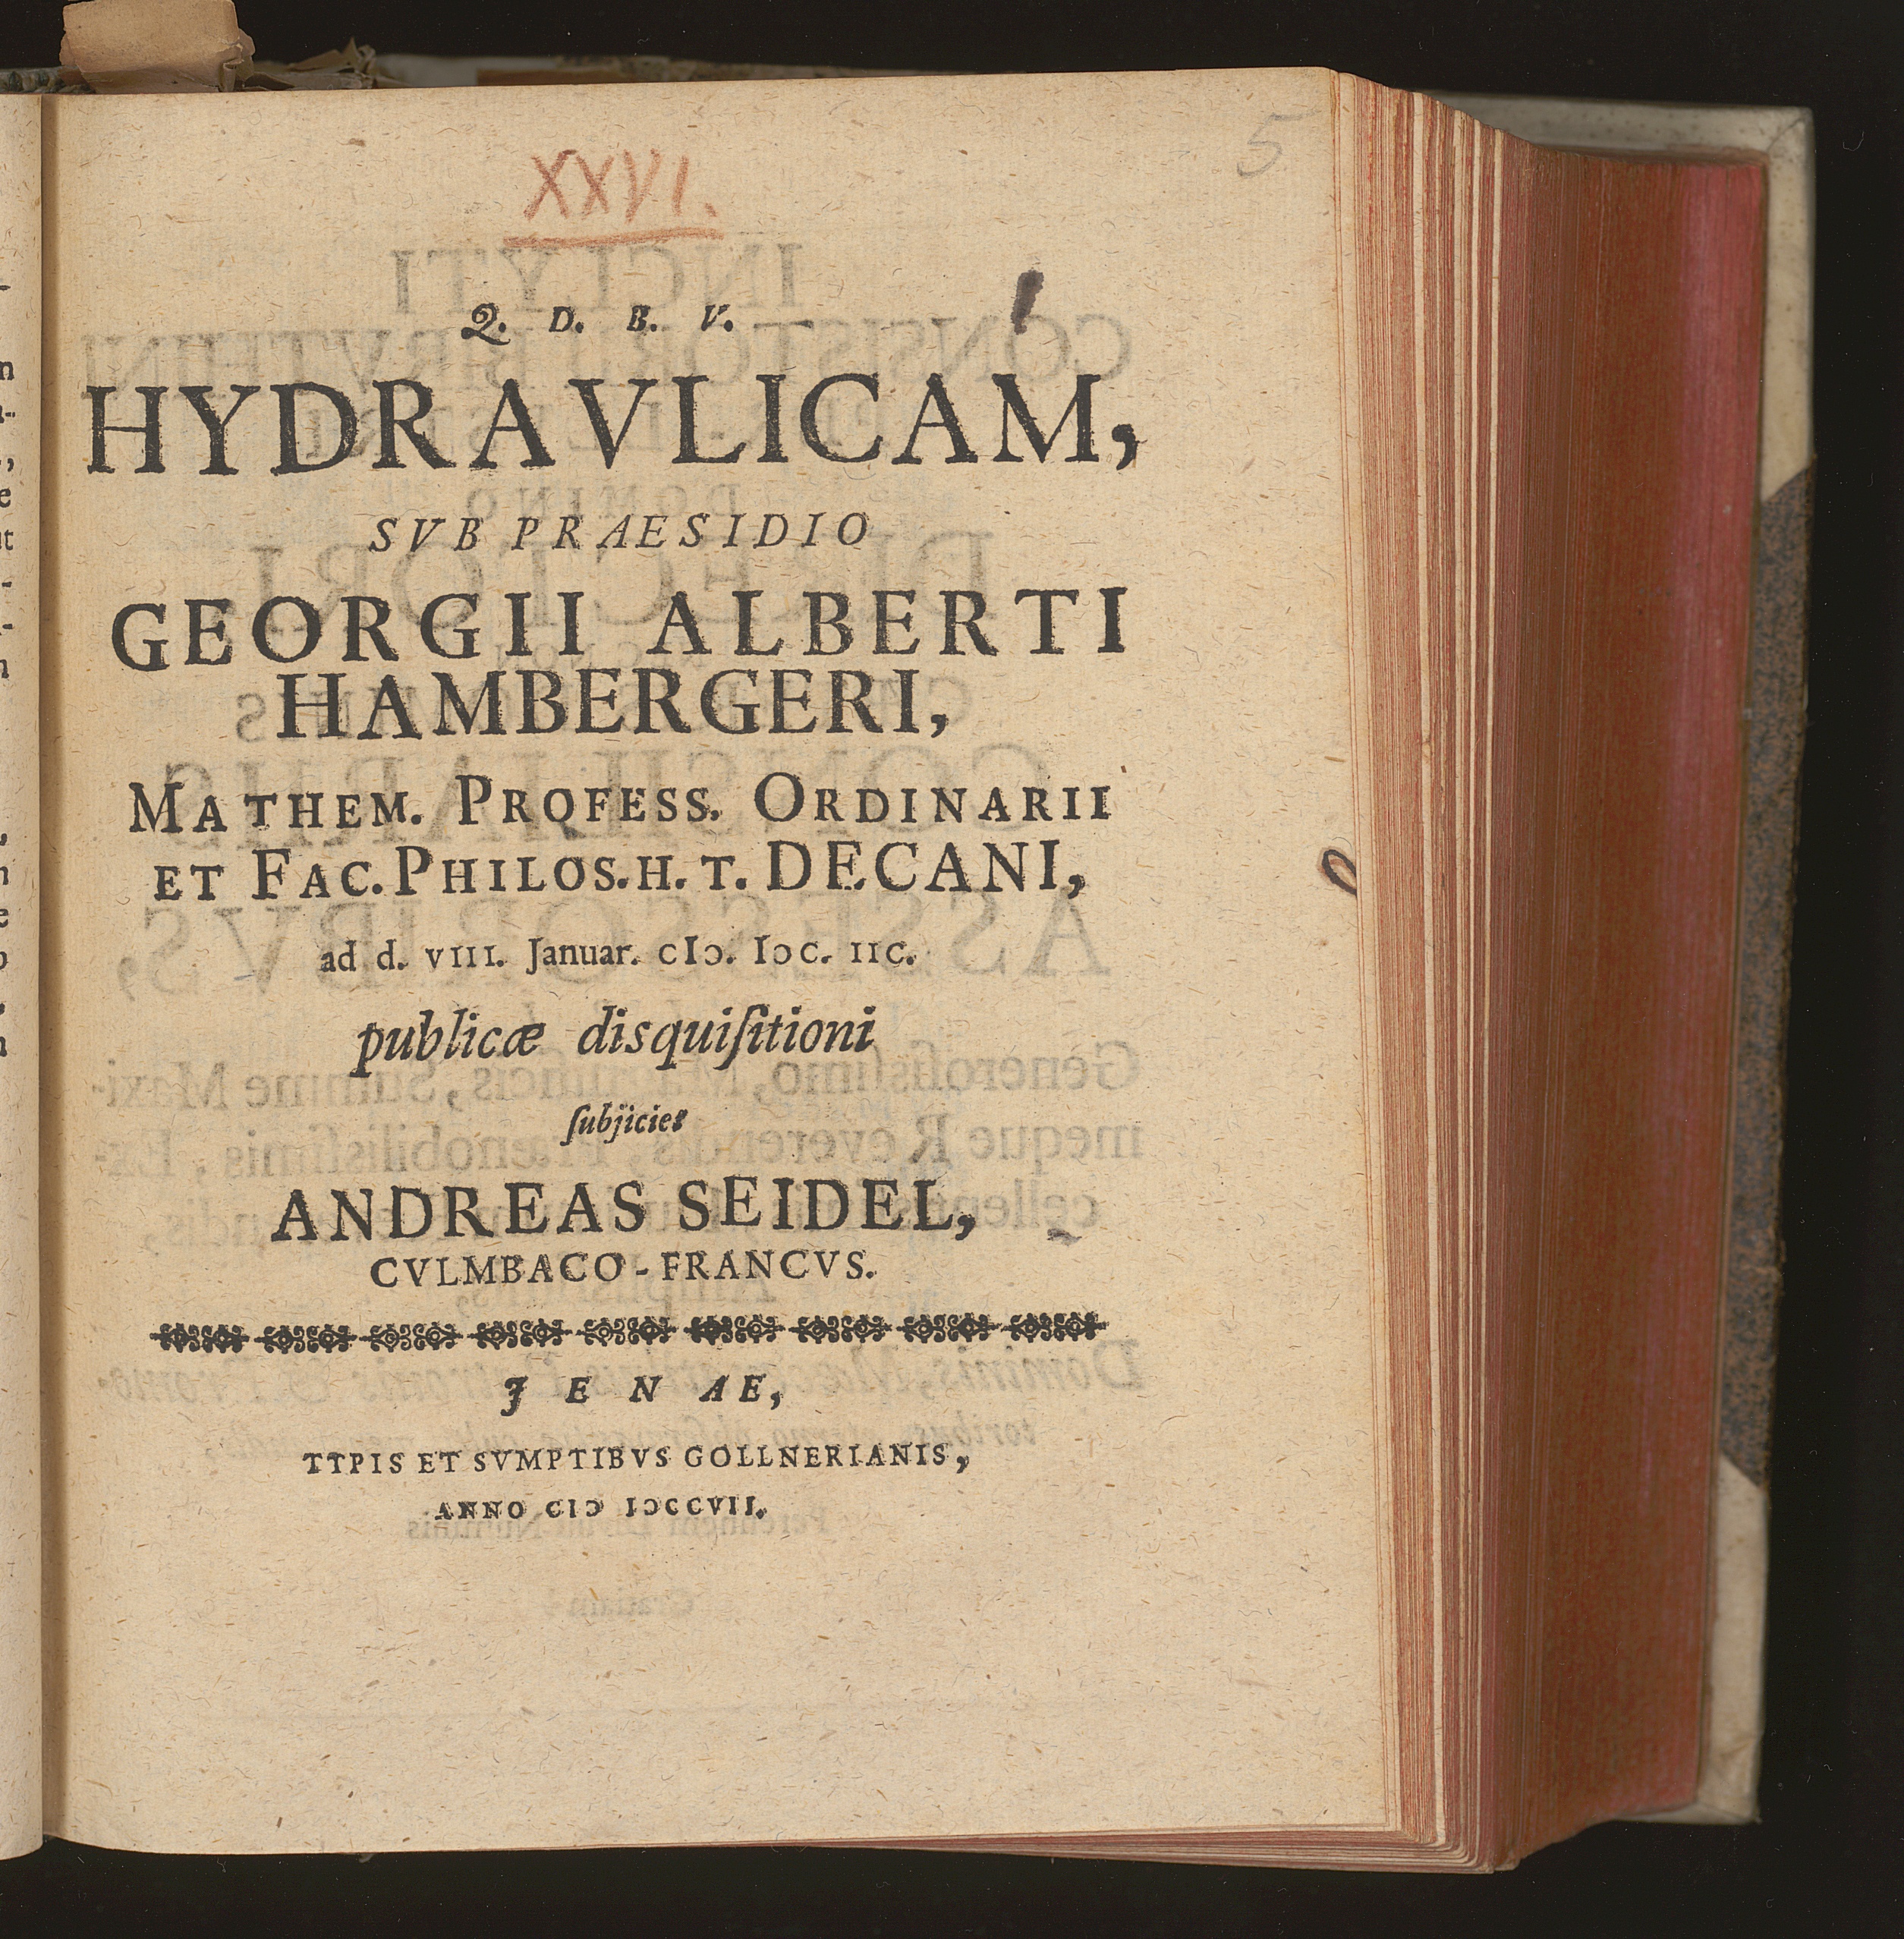 XXVI.
5
Q. D. B. V.
HYDRAVLICAM,
SVB PRAESIDIO
GEORGII ALBERTI
HAMBERGERI,
MATHEM. PROFESS. ORDINARII
ET FAC. PHILOS. H. T. DECANI,
ad d. VIII. Januar. cIↄ. Iↄc. IIC.
publicæ disquiſitioni
ſubjiciet
ANDREAS SEIDEL,
CVLMBACO-FRANCVS.
JENAE,
TYPIS ET SVMPTIBVS GOLLNERIANIS,
ANNO CIↃ IↃCCVII.